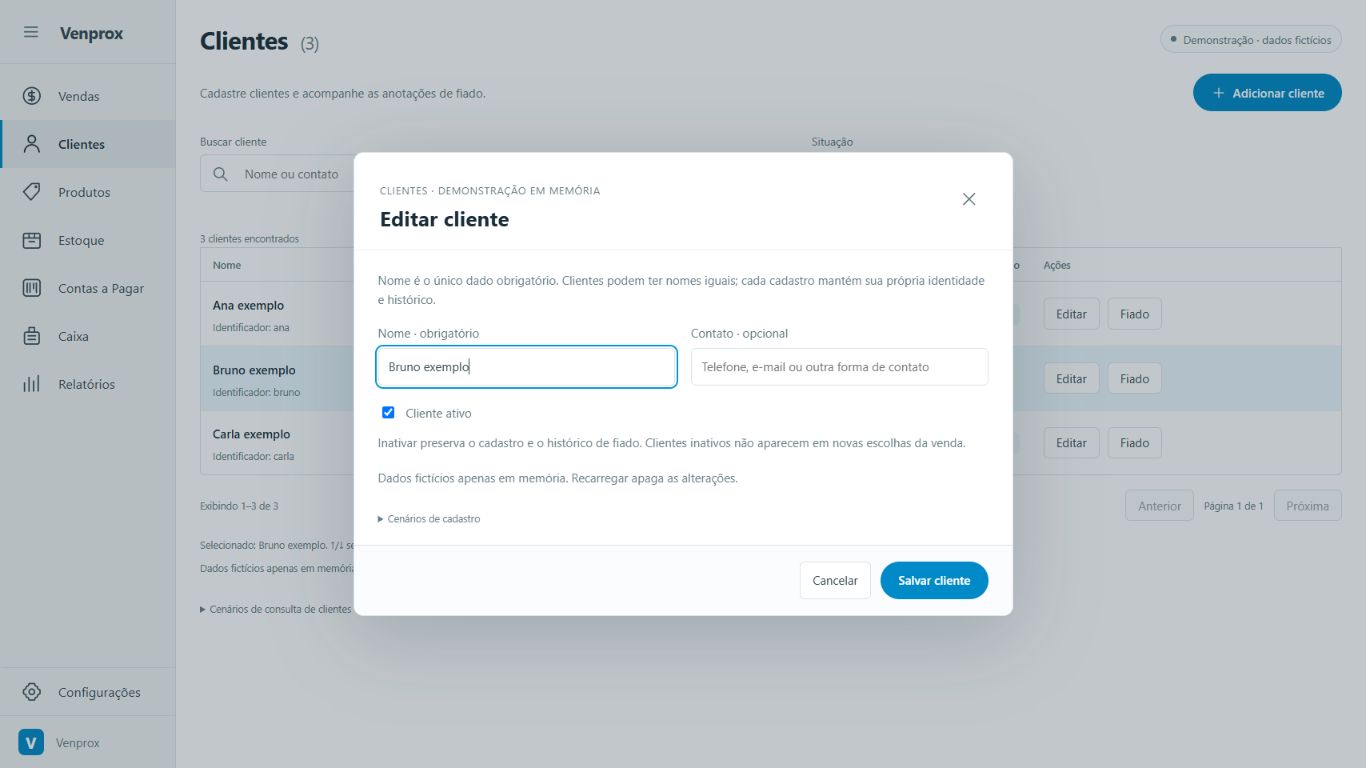 Venprox
Vendas
Clientes
Produtos
Estoque
Contas a Pagar
Caixa
Relatórios
Configurações
V Venprox
Clientes (3)
Demonstração · dados fictícios
Cadastre clientes e acompanhe as anotações de fiado.
+ Adicionar cliente
Buscar cliente
Situação
Nome ou contato
3 clientes encontrados
Nome
Ações
Ana exemplo
Identificador: ana
Editar Fiado
Bruno exemplo
Identificador: bruno
Editar Fiado
Carla exemplo
Identificador: carla
Editar Fiado
Exibindo 1–3 de 3
Anterior Página 1 de 1 Próxima
Selecionado: Bruno exemplo. ↑/↓
Dados fictícios apenas em
Cenários de consulta de clientes
CLIENTES · DEMONSTRAÇÃO EM MEMÓRIA
Editar cliente
Nome é o único dado obrigatório. Clientes podem ter nomes iguais; cada cadastro mantém sua própria identidade
e histórico.
Nome · obrigatório
Contato · opcional
Bruno exemplo
Telefone, e-mail ou outra forma de contato
Cliente ativo
Inativar preserva o cadastro e o histórico de fiado. Clientes inativos não aparecem em novas escolhas da venda.
Dados fictícios apenas em memória. Recarregar apaga as alterações.
Cenários de cadastro
Cancelar
Salvar cliente